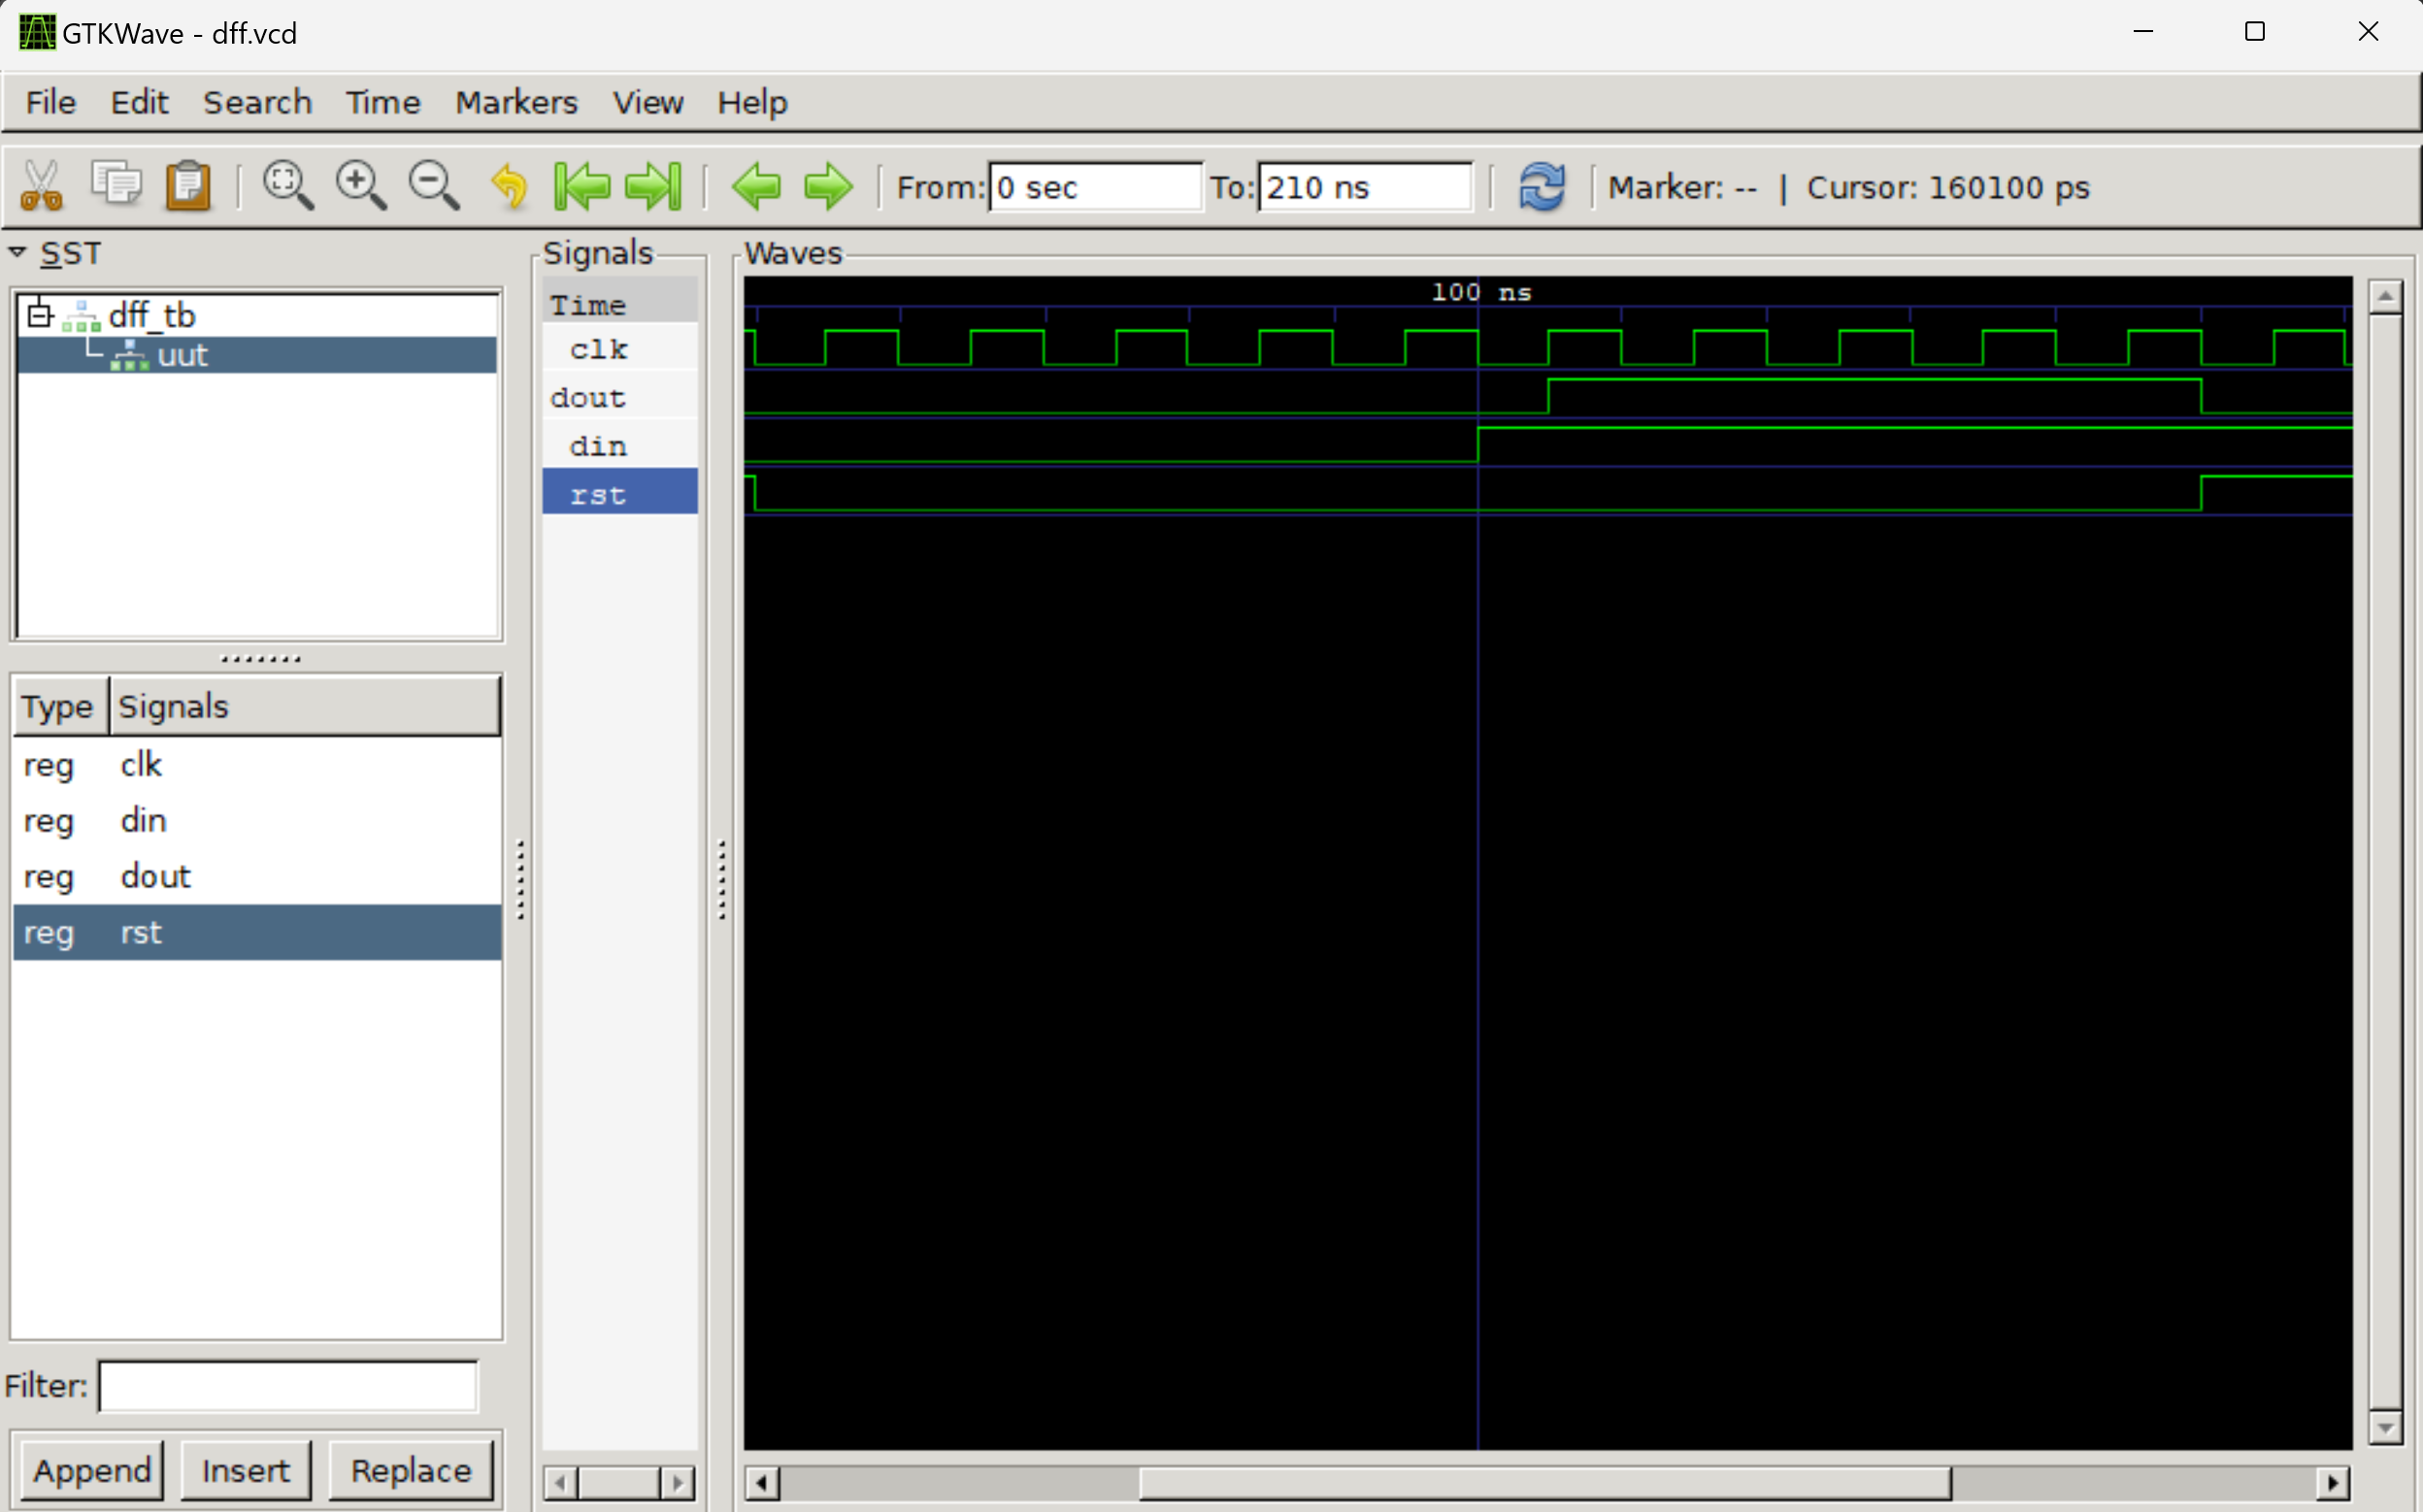 GTKWave - dff.vcd
File Edit Search Time Markers View Help
From: 0 sec To: 210 ns Marker: -- | Cursor: 160100 ps
SST
dff_tb
uut
Type Signals
reg clk
reg din
reg dout
reg rst
Filter:
Append Insert Replace
Signals
Time
clk
dout
din
rst
Waves
100 ns